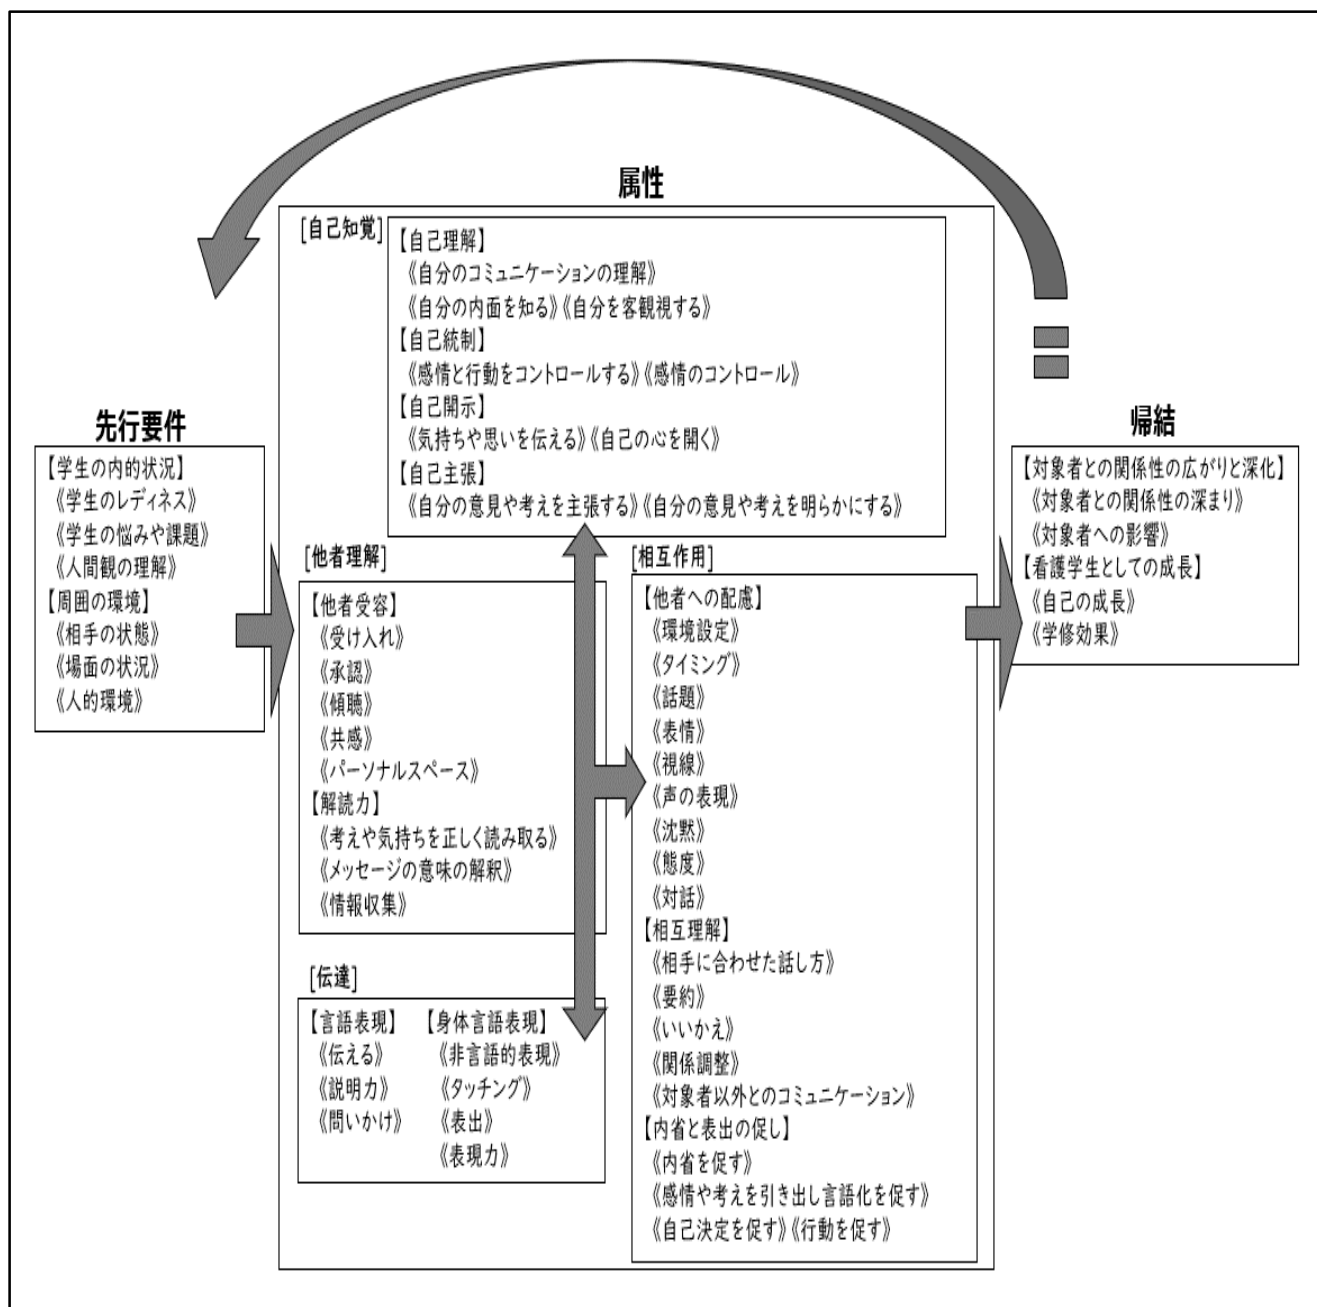 属性
[自己知覚]
【自己理解】
《自分のコミュニケーションの理解》
《自分の内面を知る》《自分を客観視する》
【自己統制】
《感情と行動をコントロールする》《感情のコントロール》
【自己開示】
《気持ちや思いを伝える》《自己の心を開く》
【自己主張】
《自分の意見や考えを主張する》《自分の意見や考えを明らかにする》
先行要件
【学生の内的状況】
《学生のレディネス》
《学生の悩みや課題》
《人間観の理解》
【周囲の環境】
《相手の状態》
《場面の状況》
《人的環境》
[他者理解]
【他者受容】
《受け入れ》
《承認》
《傾聴》
《共感》
《パーソナルスペース》
【解読力】
《考えや気持ちを正しく読み取る》
《メッセージの意味の解釈》
《情報収集》
[伝達]
【言語表現】
《伝える》
《説明力》
《問いかけ》
【身体言語表現】
《非言語的表現》
《タッチング》
《表出》
《表現力》
[相互作用]
【他者への配慮】
《環境設定》
《タイミング》
《話題》
《表情》
《視線》
《声の表現》
《沈黙》
《態度》
《対話》
【相互理解】
《相手に合わせた話し方》
《要約》
《いいかえ》
《関係調整》
《対象者以外とのコミュニケーション》
【内省と表出の促し】
《内省を促す》
《感情や考えを引き出し言語化を促す》
《自己決定を促す》《行動を促す》
帰結
【対象者との関係性の広がりと深化】
《対象者との関係性の深まり》
《対象者への影響》
【看護学生としての成長】
《自己の成長》
《学修効果》